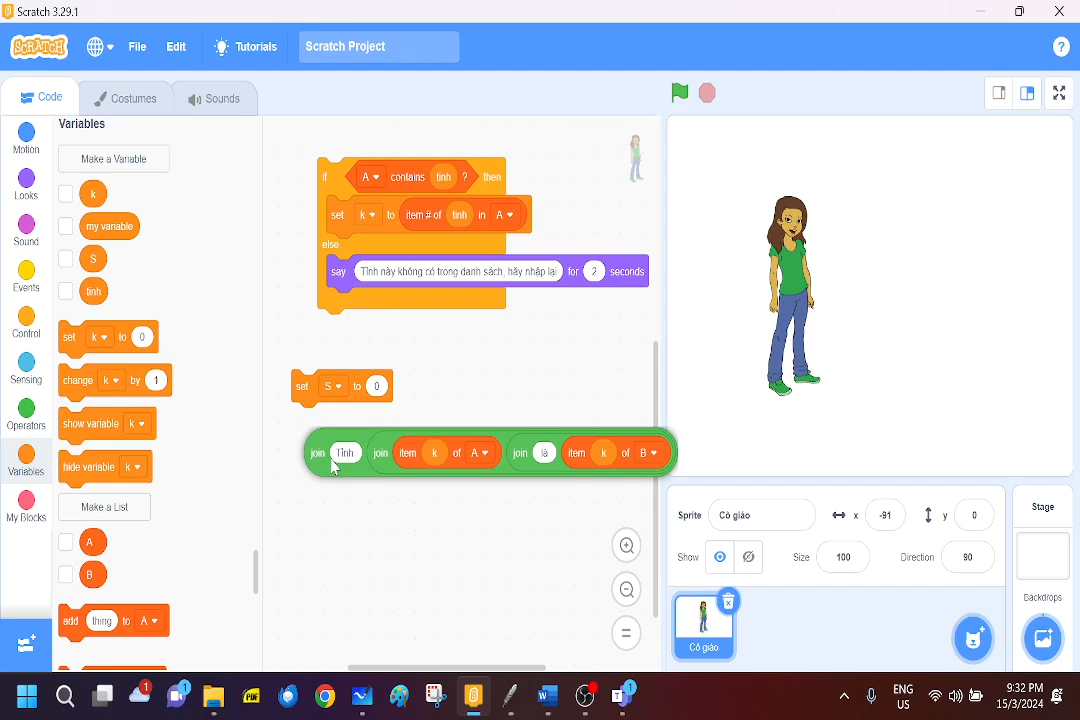 Scratch 3.29.1
SCRATCH File Edit Tutorials Scratch Project ?
Code Costumes Sounds
Motion
Looks
Sound
Events
Control
Sensing
Operators
Variables
My Blocks
Variables
Make a Variable
k
my variable
S
tinh
set k to 0
change k by 1
show variable k
hide variable k
Make a List
A
B
add thing to A
if A contains tinh ? then
set k to item # of tinh in A
else
say Tỉnh này không có trong danh sách, hãy nhập lại for 2 seconds
set S to 0
join Tỉnh join item k of A join là item k of B
Sprite Cô giáo x -91 y 0
Show Size 100 Direction 90
Cô giáo
Stage
Backdrops
1 1 PDF 1
ENG
US
9:32 PM
15/3/2024